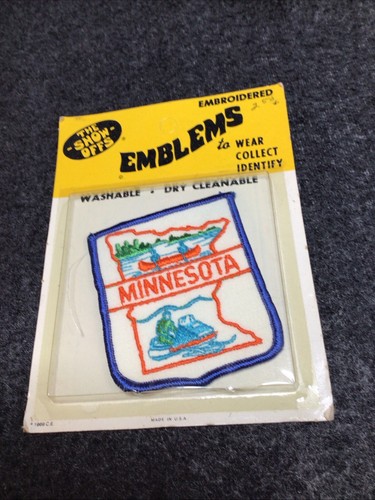 THE
SHOW
OFFS
EMBROIDERED
EMBLEMS
to WEAR
COLLECT
IDENTIFY
WASHABLE • DRY CLEANABLE
MINNESOTA
MADE IN U.S.A.